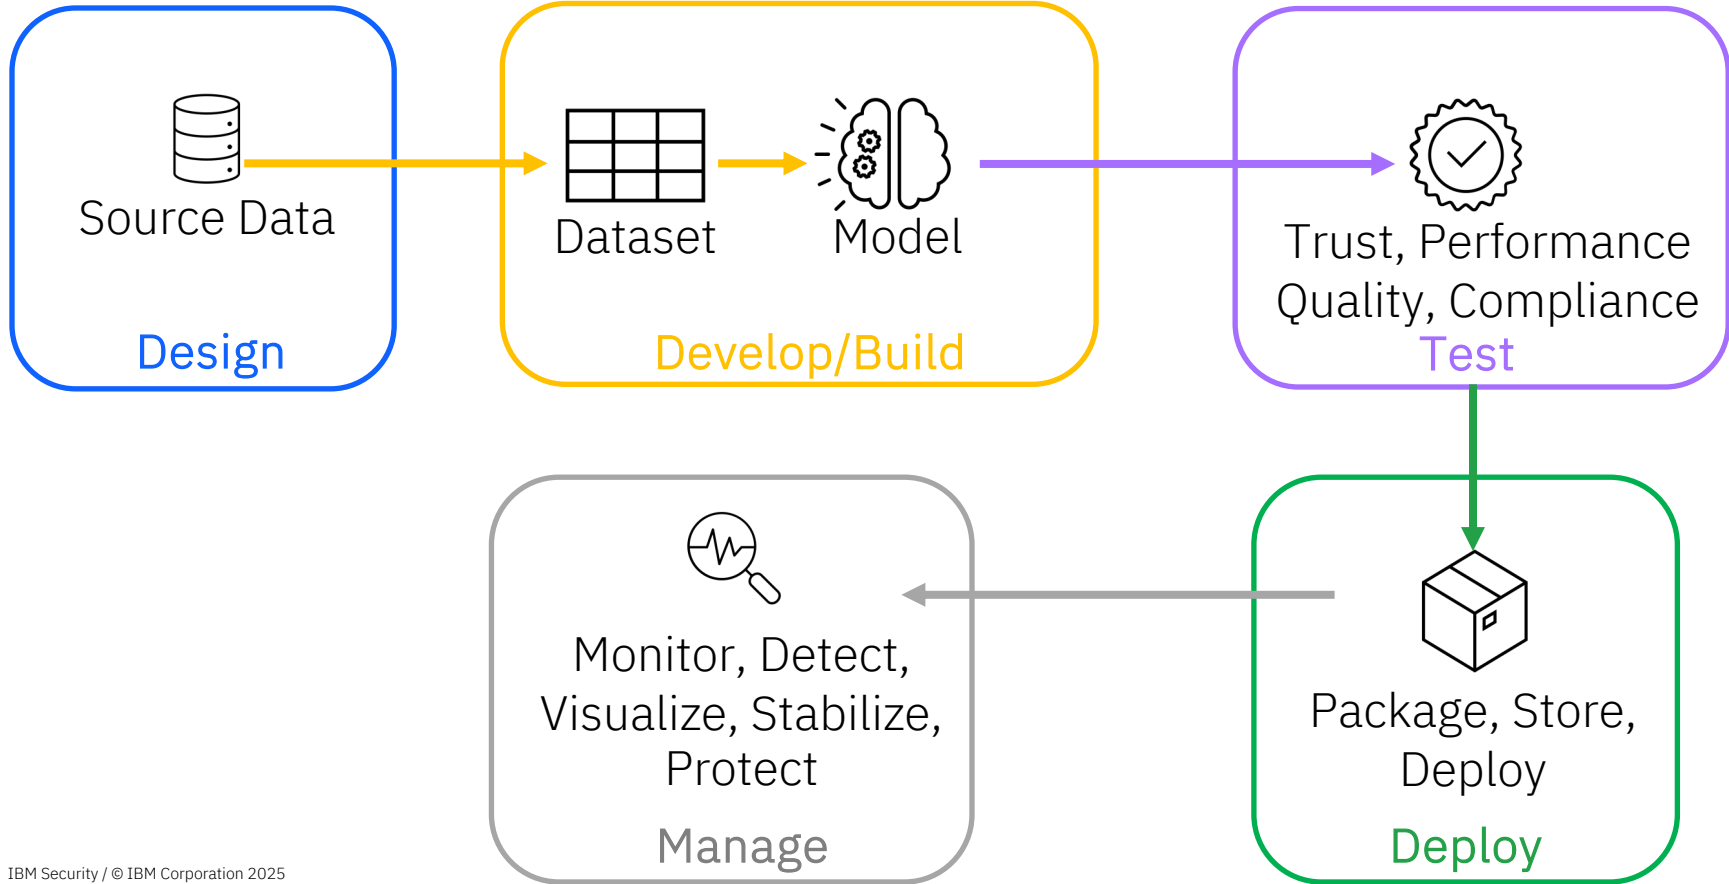 Source Data
Design
Dataset
Model
Develop/Build
Trust, Performance
Quality, Compliance
Test
Monitor, Detect,
Visualize, Stabilize,
Protect
Manage
Package, Store,
Deploy
Deploy
IBM Security / © IBM Corporation 2025